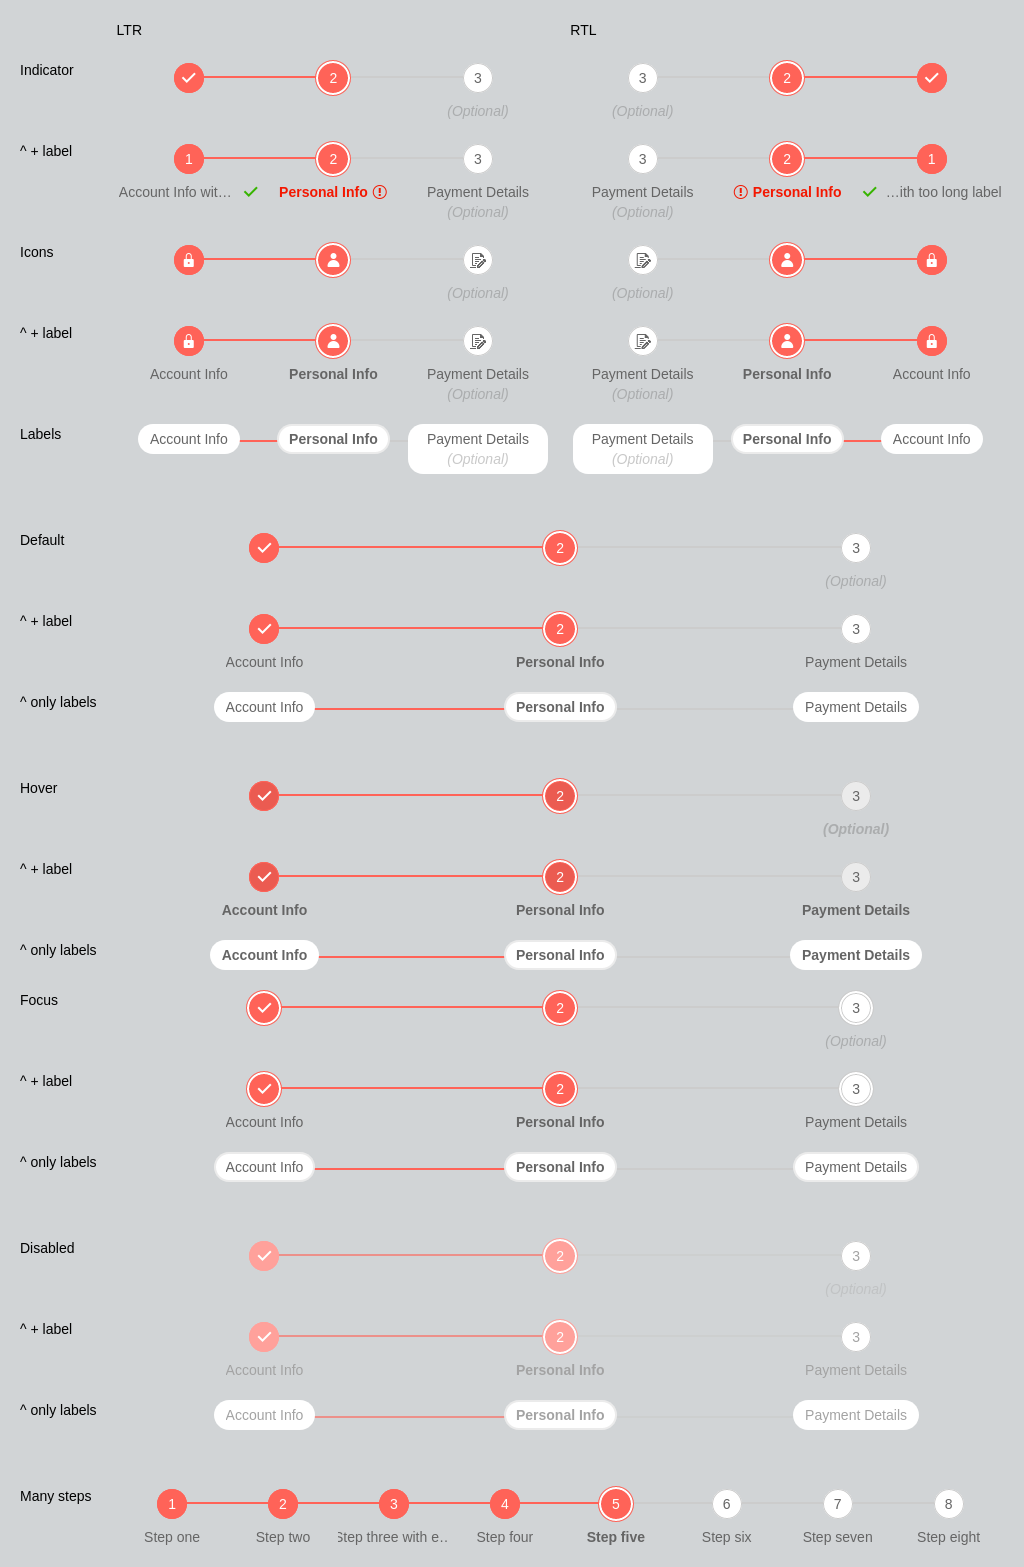 LTR RTL
Indicator 2 3 3 2
(Optional) (Optional)
^ + label 1 2 3 3 2 1
Account Info wit… Personal Info Payment Details Payment Details Personal Info …ith too long label
(Optional) (Optional)
Icons
(Optional) (Optional)
^ + label
Account Info Personal Info Payment Details Payment Details Personal Info Account Info
(Optional) (Optional)
Labels Account Info Personal Info Payment Details Payment Details Personal Info Account Info
(Optional) (Optional)
Default 2 3
(Optional)
^ + label 2 3
Account Info Personal Info Payment Details
^ only labels Account Info Personal Info Payment Details
Hover 2 3
(Optional)
^ + label 2 3
Account Info Personal Info Payment Details
^ only labels Account Info Personal Info Payment Details
Focus 2 3
(Optional)
^ + label 2 3
Account Info Personal Info Payment Details
^ only labels Account Info Personal Info Payment Details
Disabled 2 3
(Optional)
^ + label 2 3
Account Info Personal Info Payment Details
^ only labels Account Info Personal Info Payment Details
Many steps 1 2 3 4 5 6 7 8
Step one Step two Step three with e… Step four Step five Step six Step seven Step eight